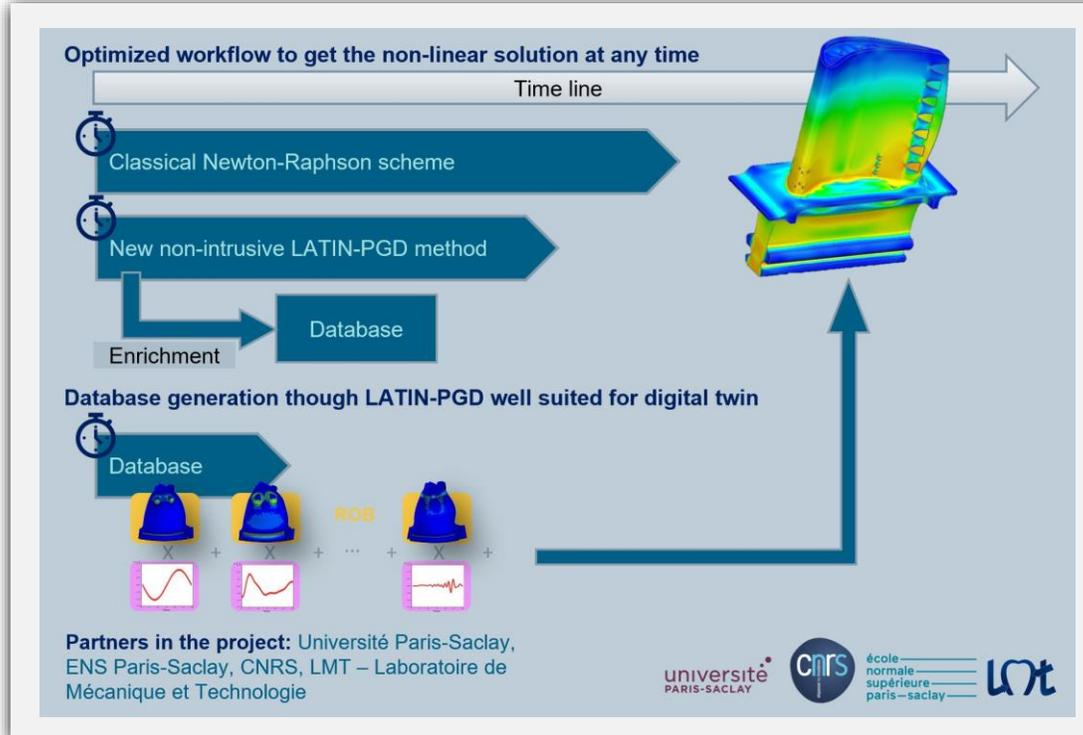 Optimized workflow to get the non-linear solution at any time
Time line
Classical Newton-Raphson scheme
New non-intrusive LATIN-PGD method
Database
Enrichment
Database generation though LATIN-PGD well suited for digital twin
Database
ROB
X + X + ... + X +
Partners in the project: Université Paris-Saclay,
ENS Paris-Saclay, CNRS, LMT – Laboratoire de
Mécanique et Technologie
université
PARIS-SACLAY
cnrs
école
normale
supérieure
paris–saclay
LMt